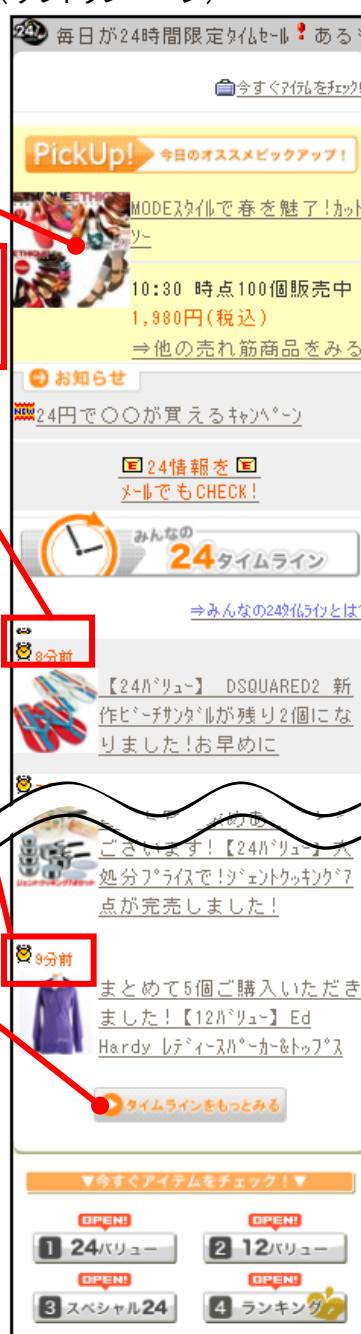 24h 毎日が24時間限定ﾀｲﾑｾｰﾙ❢ある
今すぐｱｲﾃﾑをﾁｪｯｸ!
PickUp! 今日のオススメピックアップ!
MODEｽﾀｲﾙで春を魅了!ｶｯﾄ
ｿｰ
10:30 時点100個販売中
1,980円(税込)
⇒他の売れ筋商品をみる
お知らせ
NEW 24円で〇〇が買えるｷｬﾝﾍﾟｰﾝ
24情報を
ﾒｰﾙでもCHECK!
みんなの
24タイムライン
⇒みんなの24ﾀｲﾑﾗｲﾝとは?
8分前
【24ﾊﾞﾘｭｰ】 DSQUARED2 新
作ﾋﾞｰﾁｻﾝﾀﾞﾙが残り2個にな
りました!お早めに
ございます!【24ﾊﾞﾘｭｰ】大
処分ﾌﾟﾗｲｽで!ｼﾞｪﾝﾄｸｯｷﾝｸﾞ7
点が完売しました!
9分前
まとめて5個ご購入いただき
ました!【12ﾊﾞﾘｭｰ】 Ed
Hardy ﾚﾃﾞｨｰｽﾊﾟｰｶｰ&ﾄｯﾌﾟｽ
タイムラインをもっとみる
▼今すぐアイテムをチェック!▼
OPEN! OPEN!
1 24バリュー 2 12バリュー
OPEN! OPEN!
3 スペシャル24 4 ランキング